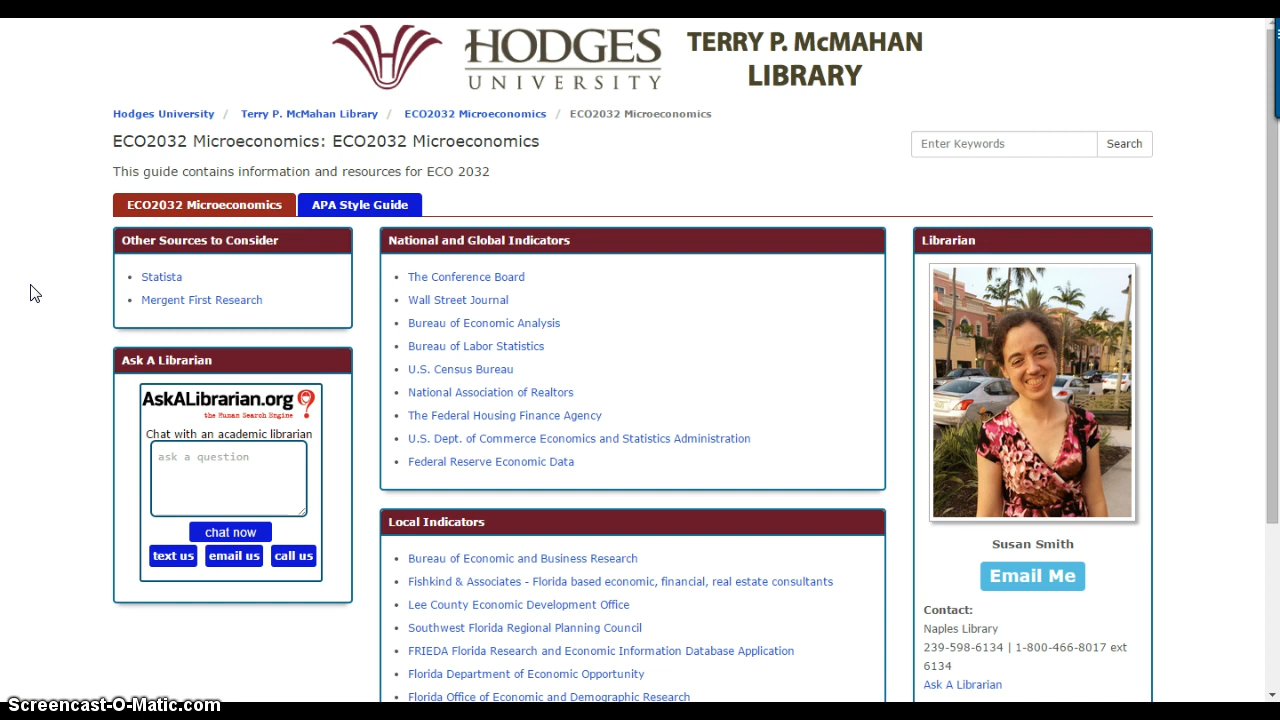 HODGES
UNIVERSITY
TERRY P. McMAHAN
LIBRARY
Hodges University / Terry P. McMahan Library / ECO2032 Microeconomics / ECO2032 Microeconomics
ECO2032 Microeconomics: ECO2032 Microeconomics
Enter Keywords
Search
This guide contains information and resources for ECO 2032
ECO2032 Microeconomics
APA Style Guide
Other Sources to Consider
Statista
Mergent First Research
Ask A Librarian
AskALibrarian.org
the Human Search Engine
Chat with an academic librarian
ask a question
chat now
text us
email us
call us
National and Global Indicators
The Conference Board
Wall Street Journal
Bureau of Economic Analysis
Bureau of Labor Statistics
U.S. Census Bureau
National Association of Realtors
The Federal Housing Finance Agency
U.S. Dept. of Commerce Economics and Statistics Administration
Federal Reserve Economic Data
Local Indicators
Bureau of Economic and Business Research
Fishkind & Associates - Florida based economic, financial, real estate consultants
Lee County Economic Development Office
Southwest Florida Regional Planning Council
FRIEDA Florida Research and Economic Information Database Application
Florida Department of Economic Opportunity
Florida Office of Economic and Demographic Research
Librarian
Susan Smith
Email Me
Contact:
Naples Library
239-598-6134 | 1-800-466-8017 ext
6134
Ask A Librarian
Screencast-O-Matic.com